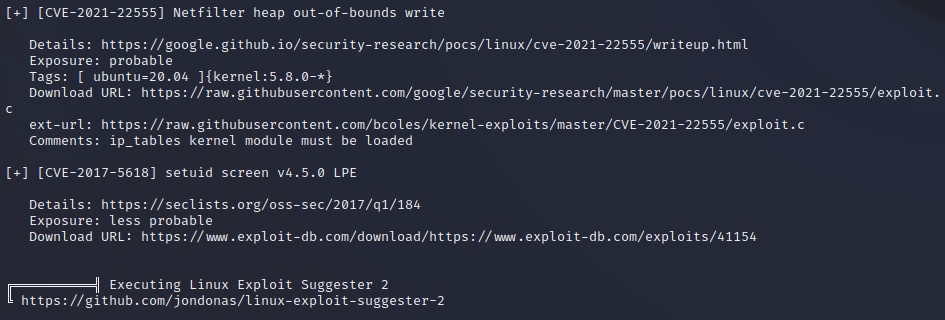 [+] [CVE-2021-22555] Netfilter heap out-of-bounds write
Details: https://google.github.io/security-research/pocs/linux/cve-2021-22555/writeup.html
Exposure: probable
Tags: [ ubuntu=20.04 ]{kernel:5.8.0-*}
Download URL: https://raw.githubusercontent.com/google/security-research/master/pocs/linux/cve-2021-22555/exploit.
c
ext-url: https://raw.githubusercontent.com/bcoles/kernel-exploits/master/CVE-2021-22555/exploit.c
Comments: ip_tables kernel module must be loaded
[+] [CVE-2017-5618] setuid screen v4.5.0 LPE
Details: https://seclists.org/oss-sec/2017/q1/184
Exposure: less probable
Download URL: https://www.exploit-db.com/download/https://www.exploit-db.com/exploits/41154
╔══════════╣ Executing Linux Exploit Suggester 2
╚ https://github.com/jondonas/linux-exploit-suggester-2